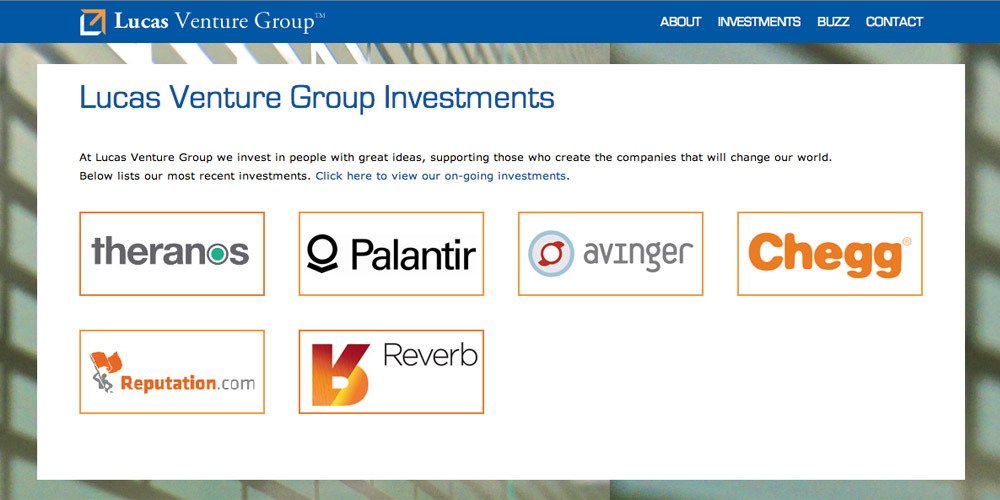 Lucas Venture Group™
ABOUT INVESTMENTS BUZZ CONTACT
Lucas Venture Group Investments
At Lucas Venture Group we invest in people with great ideas, supporting those who create the companies that will change our world.
Below lists our most recent investments. Click here to view our on-going investments.
theranos
Palantir
avinger
Chegg®
Reputation.com
Reverb